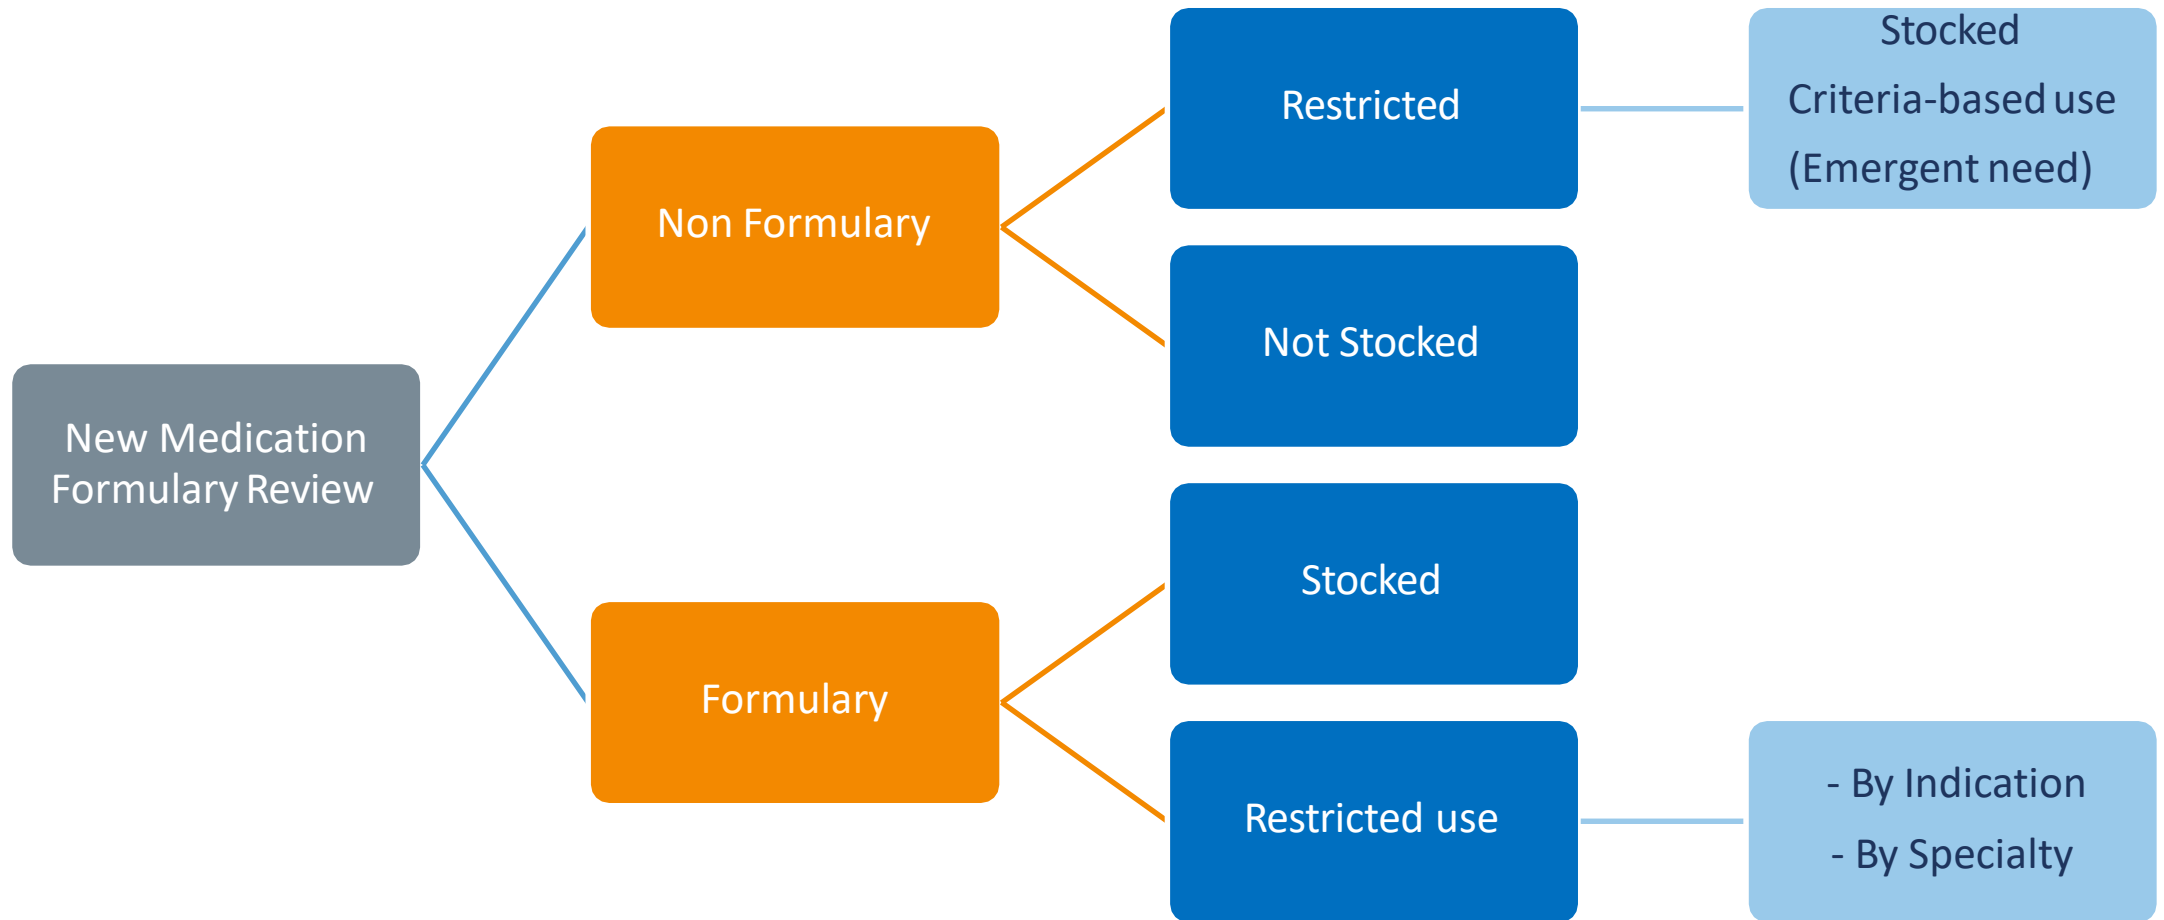 New Medication
Formulary Review
Non Formulary
Formulary
Restricted
Not Stocked
Stocked
Restricted use
Stocked
Criteria-based use
(Emergent need)
- By Indication
- By Specialty